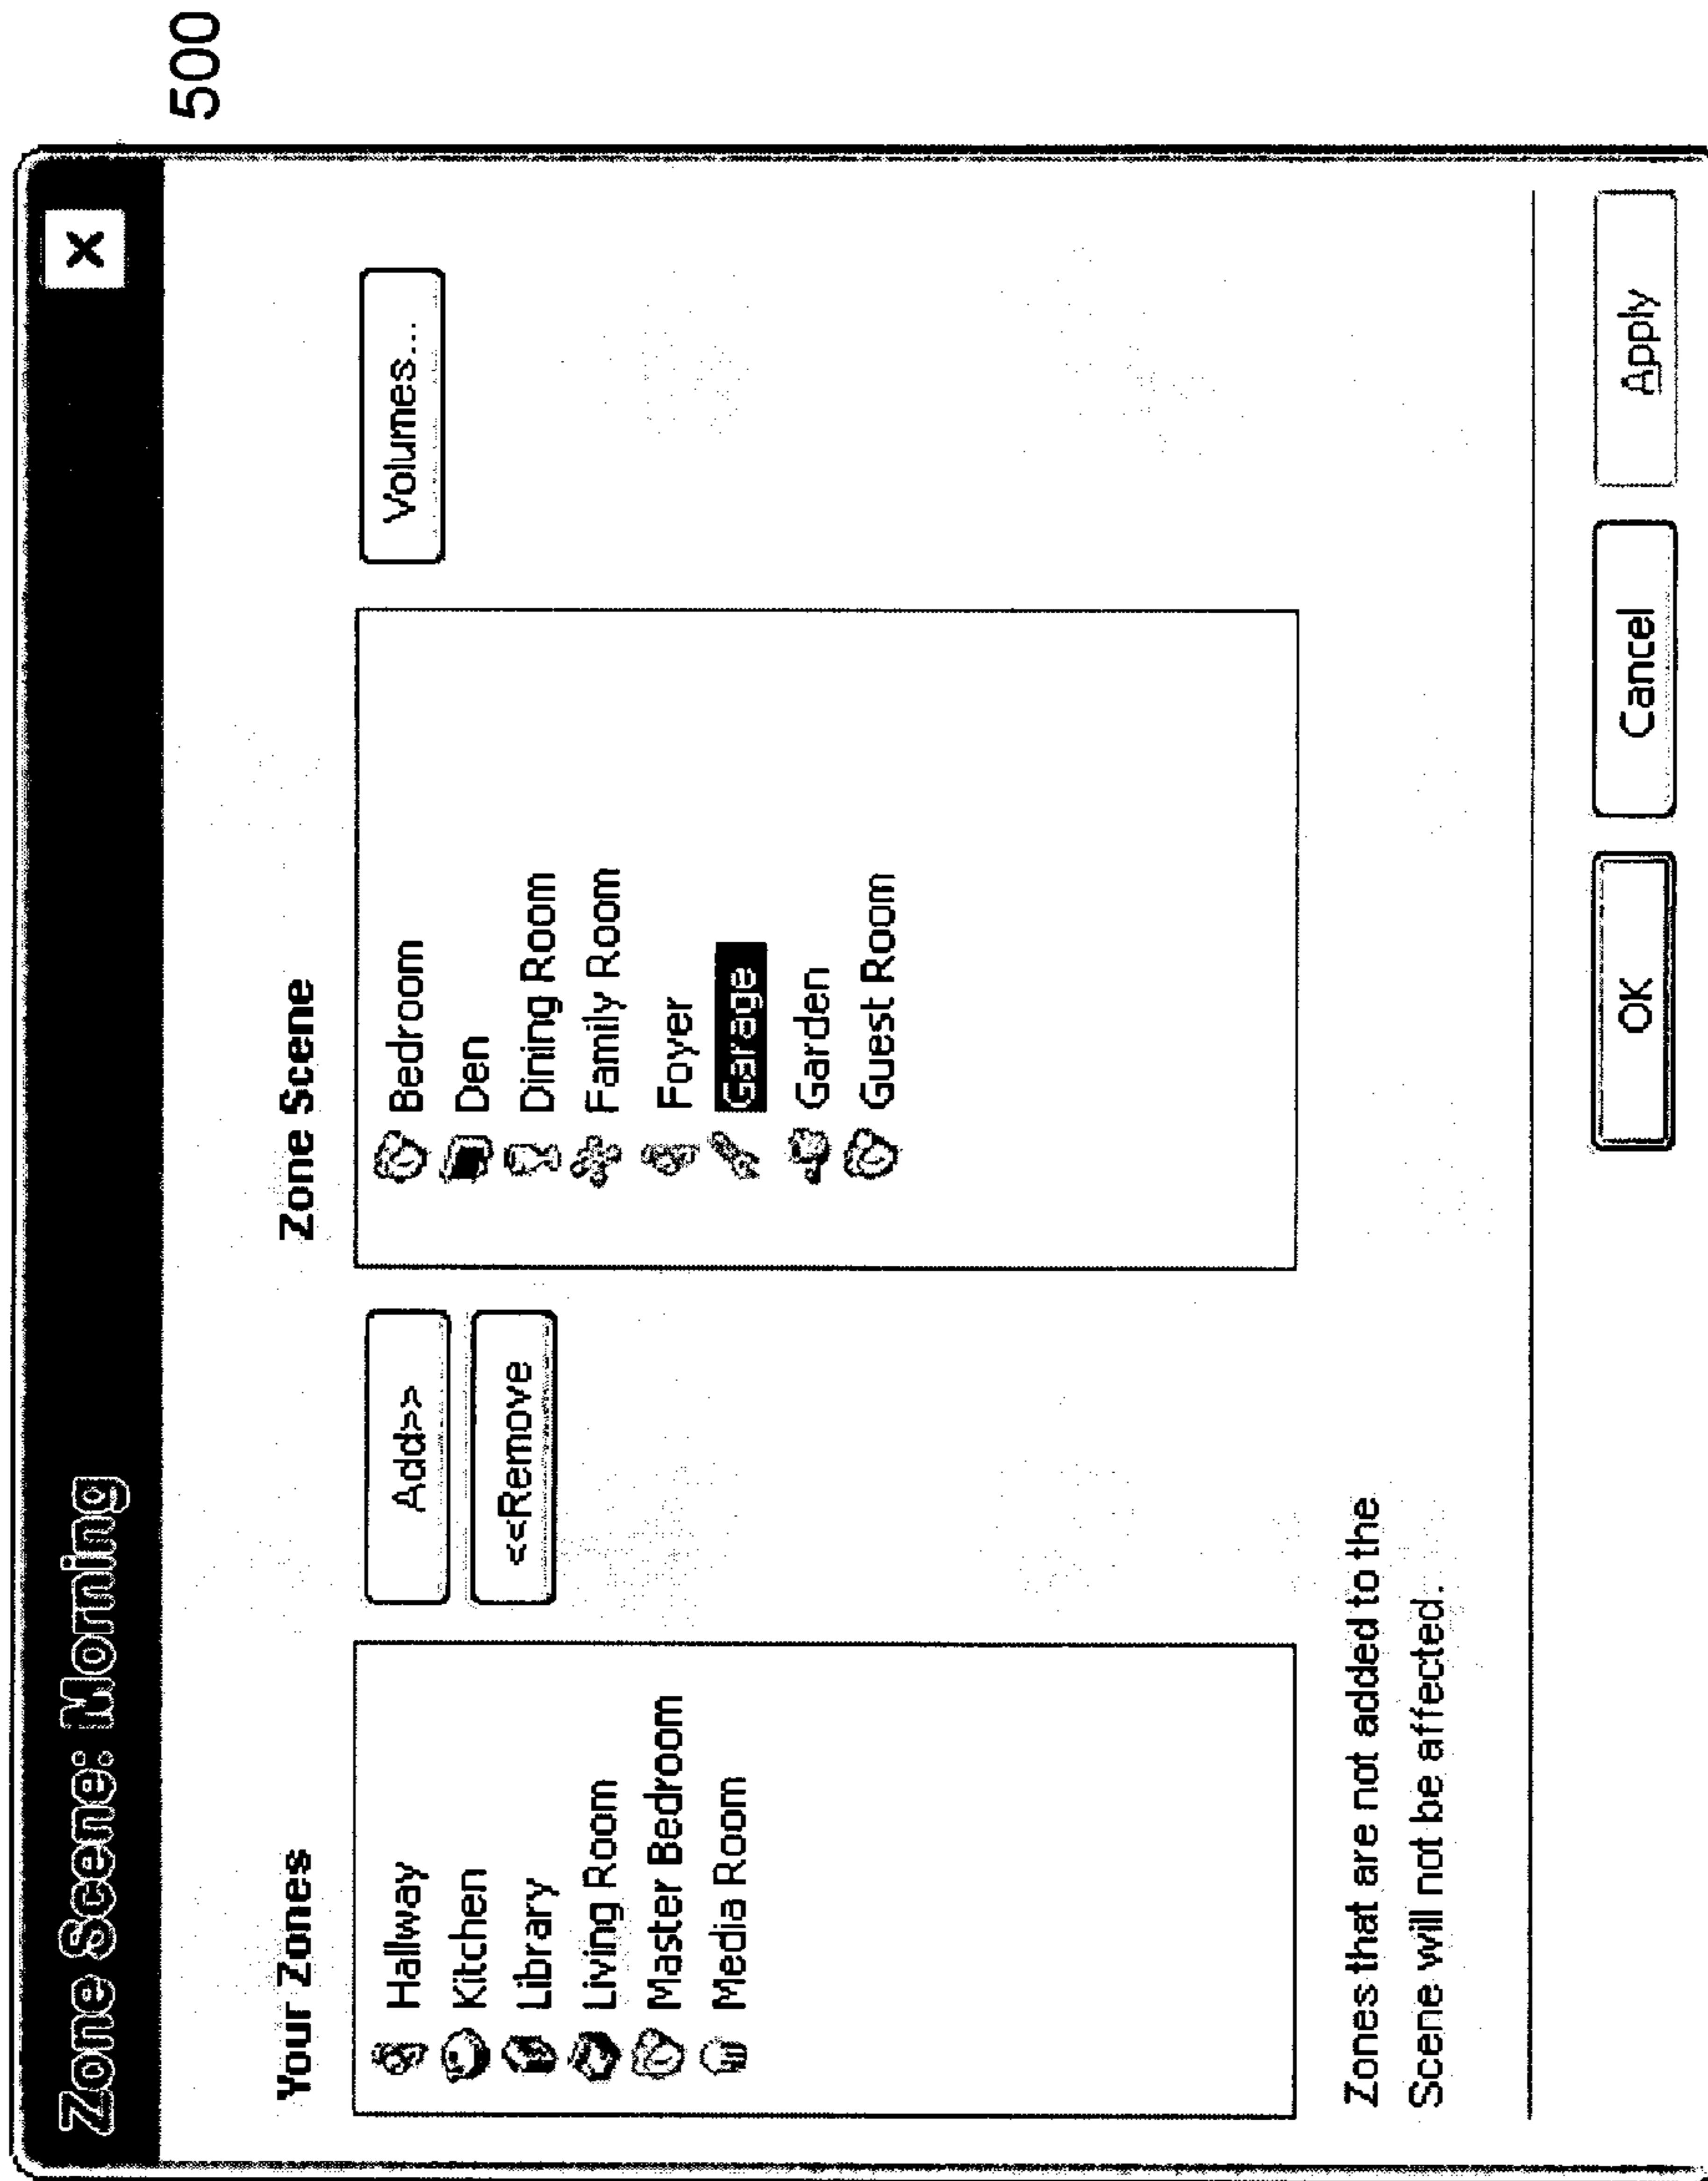 500
Zone Scene: Morning
X
Your Zones
Hallway
Kitchen
Library
Living Room
Master Bedroom
Media Room
Add>>
<<Remove
Zone Scene
Bedroom
Den
Dining Room
Family Room
Foyer
Garage
Garden
Guest Room
Volumes...
Zones that are not added to the
Scene will not be affected.
OK
Cancel
Apply